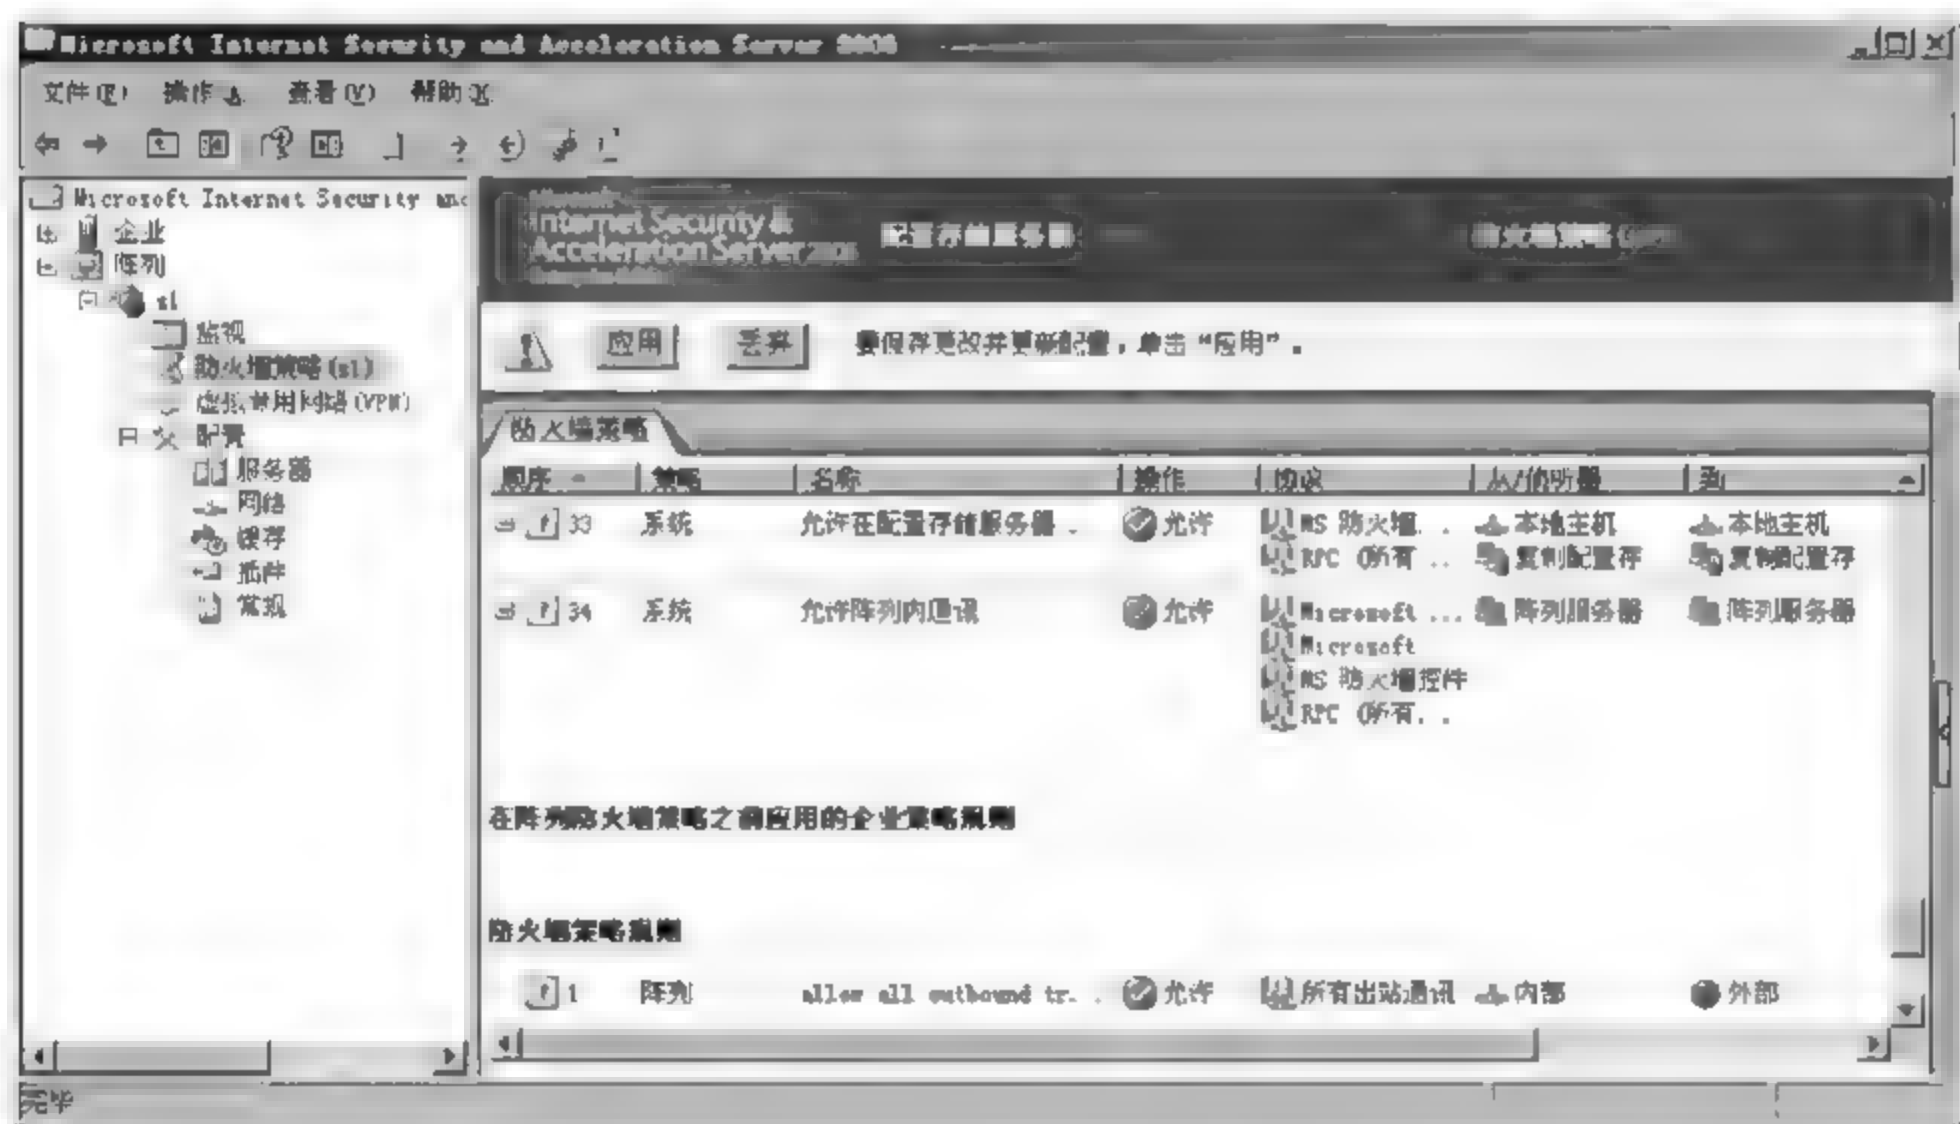 Microsoft Internet Security and Acceleration Server 2006
文件(F) 操作(A) 查看(V) 帮助(H)
Microsoft Internet Security and
企业
阵列
s1
监视
防火墙策略(s1)
虚拟专用网络(VPN)
配置
服务器
网络
缓存
插件
常规
Microsoft
Internet Security &
Acceleration Server 2006
配置存储服务器
防火墙策略
应用 丢弃 要保存更改并更新配置，单击“应用”。
防火墙策略
顺序 策略 名称 操作 协议 从/侦听器 到
33 系统 允许在配置存储服务器 . 允许 MS 防火墙. . 本地主机 本地主机
RPC (所有 .. 复制配置存 复制配置存
34 系统 允许阵列内通讯 允许 Microsoft ... 阵列服务器 阵列服务器
Microsoft
MS 防火墙控件
RPC (所有. .
在阵列防火墙策略之前应用的企业策略规则
防火墙策略规则
1 阵列 allow all outbound tr. . 允许 所有出站通讯 内部 外部
完毕